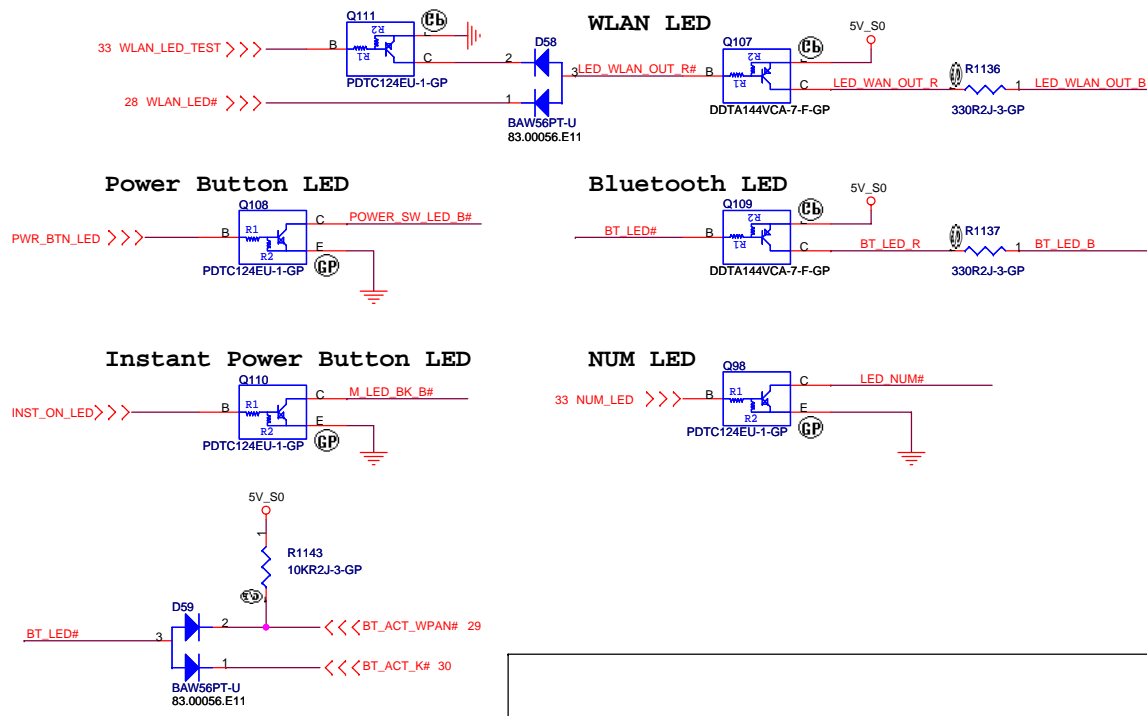 WLAN LED
Q111
33 WLAN_LED_TEST
B
R1
R2
E
C
PDTC124EU-1-GP
D58
2
3
1
28 WLAN_LED#
BAW56PT-U
83.00056.E11
LED_WLAN_OUT_R#
Q107
B
R1
R2
E
C
DDTA144VCA-7-F-GP
5V_S0
LED_WAN_OUT_R
R1136
1
330R2J-3-GP
LED_WLAN_OUT_B
Power Button LED
Q108
PWR_BTN_LED
B
R1
R2
C
E
POWER_SW_LED_B#
GP
PDTC124EU-1-GP
Bluetooth LED
Q109
BT_LED#
B
R1
R2
C
DDTA144VCA-7-F-GP
5V_S0
BT_LED_R
R1137
1
330R2J-3-GP
BT_LED_B
Instant Power Button LED
Q110
INST_ON_LED
B
R1
R2
C
E
M_LED_BK_B#
GP
PDTC124EU-1-GP
NUM LED
Q98
33 NUM_LED
B
R1
R2
C
E
LED_NUM#
GP
PDTC124EU-1-GP
5V_S0
1
R1143
10KR2J-3-GP
D59
BT_LED#
3
2
1
BT_ACT_WPAN# 29
BT_ACT_K# 30
BAW56PT-U
83.00056.E11